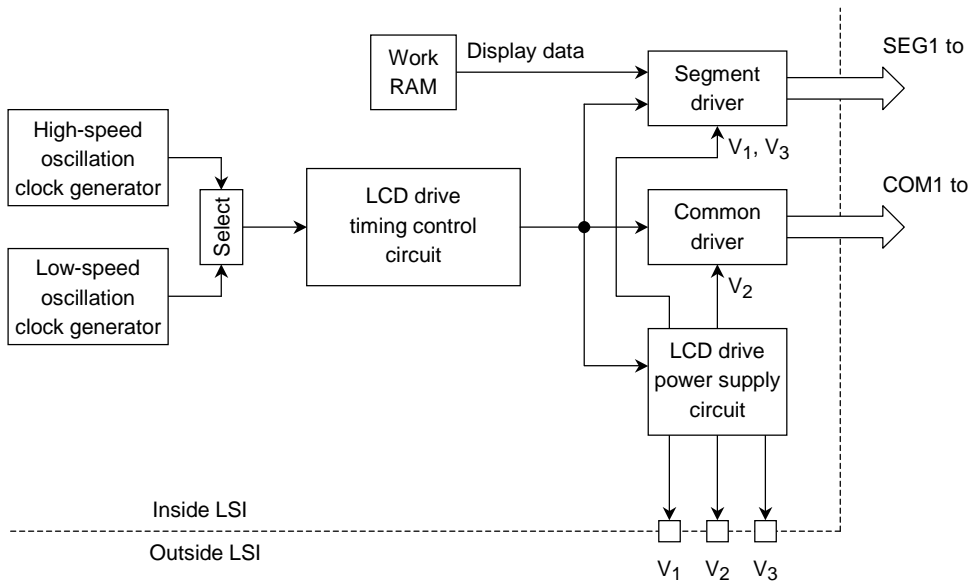 SEG1 to
Work
RAM
Display data
Segment
driver
High-speed
oscillation
clock generator
V1, V3
COM1 to
Select
LCD drive
timing control
circuit
Common
driver
Low-speed
oscillation
clock generator
V2
LCD drive
power supply
circuit
Inside LSI
Outside LSI
V1 V2 V3